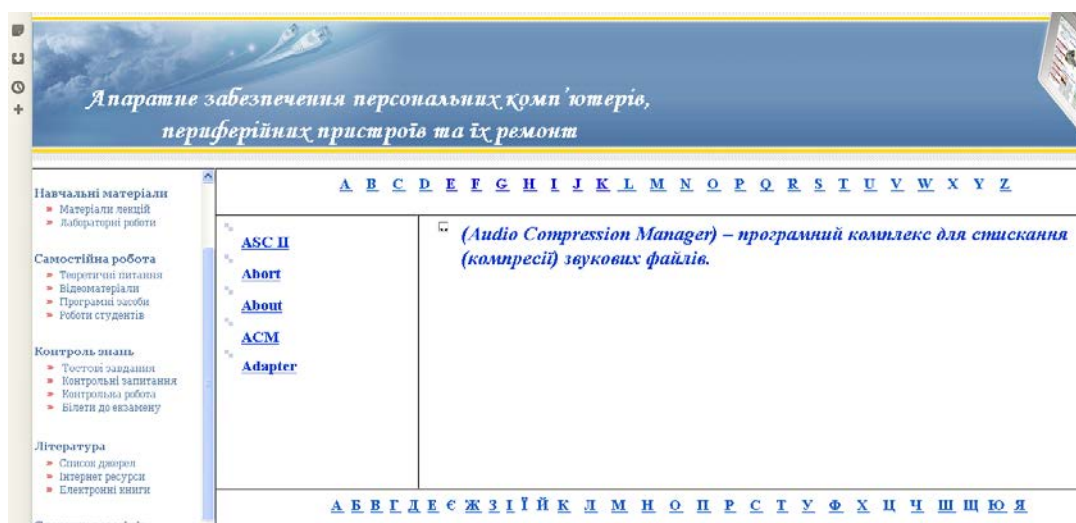 Апаратне забезпечення персональних комп'ютерів,
периферійних пристроїв та їх ремонт
A B C D E F G H I J K L M N O P Q R S T U V W X Y Z
Навчальні матеріали
Матеріали лекцій
Лабораторні роботи
Самостійна робота
Теоретичні питання
Відеоматеріали
Програмні засоби
Роботи студентів
Контроль знань
Тестові завдання
Контрольні запитання
Контрольна робота
Білети до екзамену
Література
Список джерел
Інтернет ресурси
Електронні книги
ASC II
Abort
About
ACM
Adapter
(Audio Compression Manager) – програмний комплекс для стискання
(компресії) звукових файлів.
А Б В Г Д Е Є Ж З І Ї Й К Л М Н О П Р С Т У Ф Х Ц Ч Ш Щ Ю Я